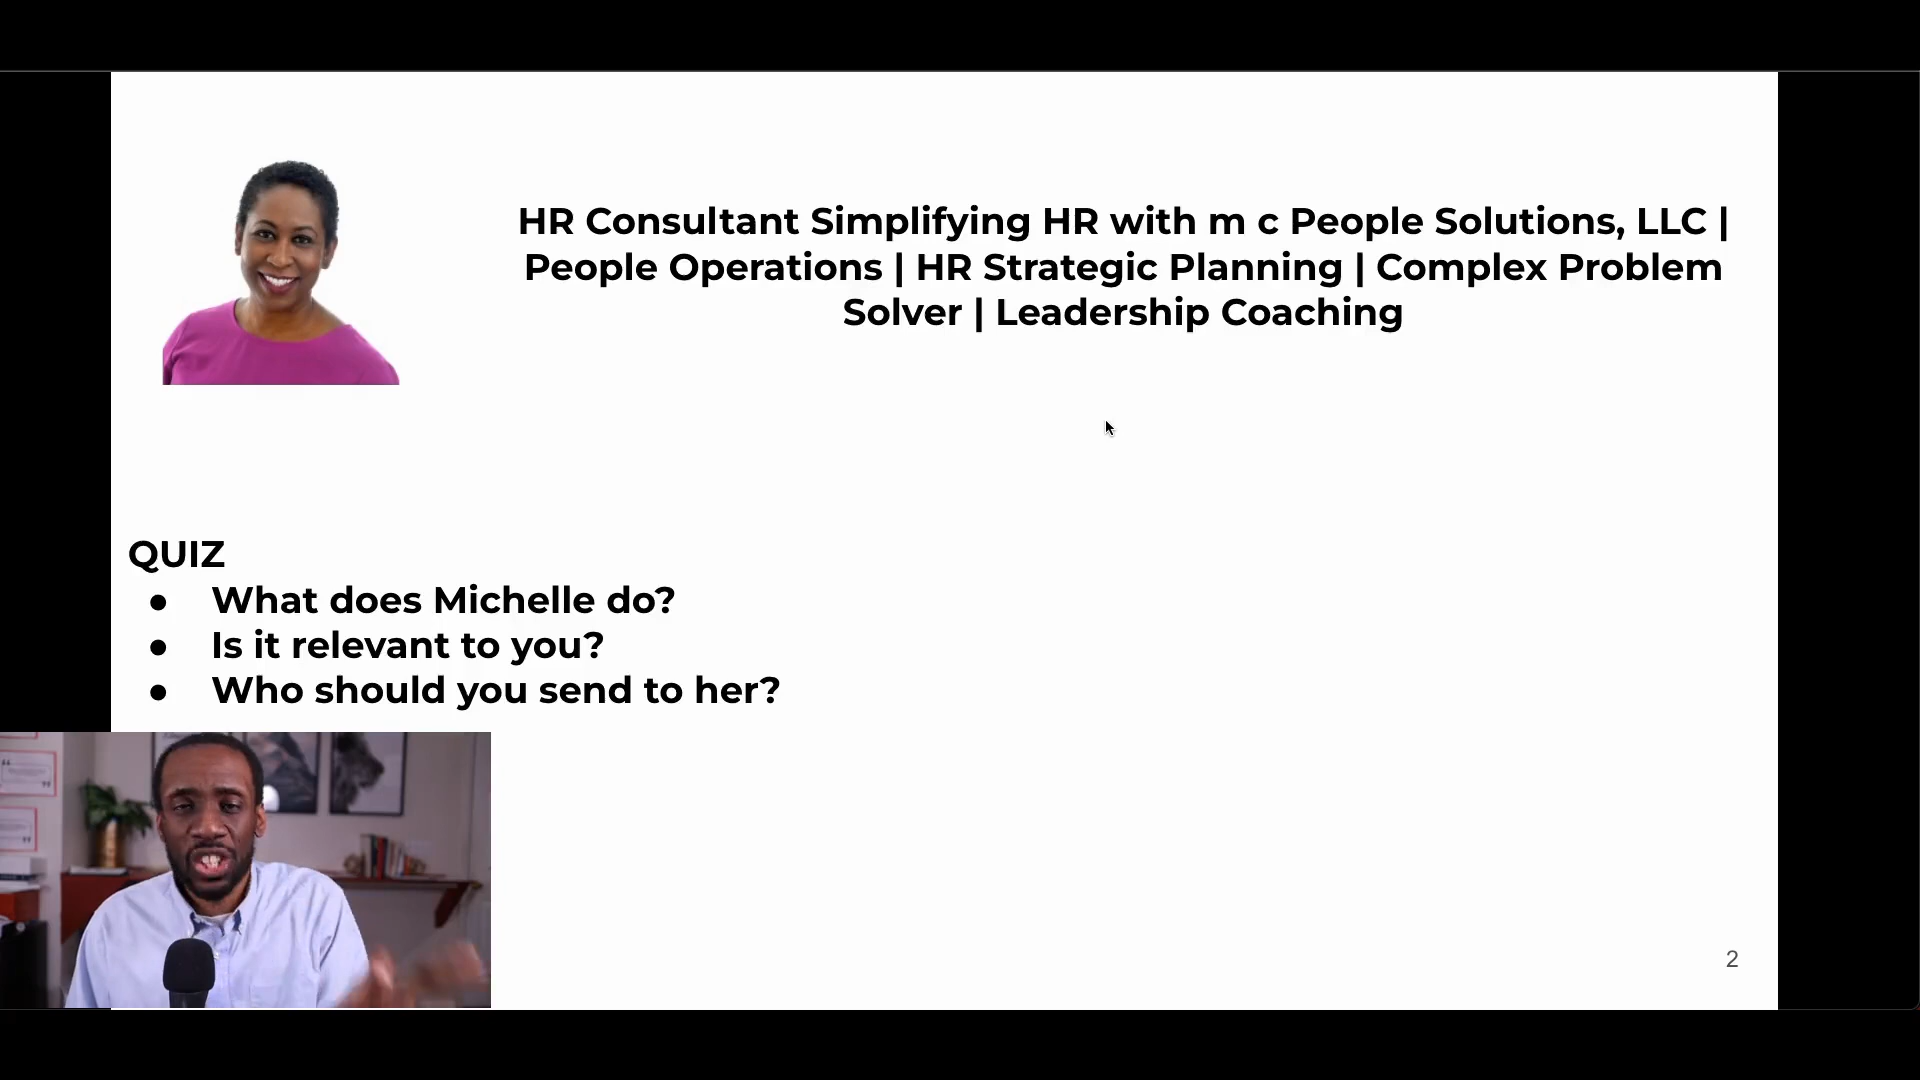 HR Consultant Simplifying HR with m c People Solutions, LLC |
People Operations | HR Strategic Planning | Complex Problem
Solver | Leadership Coaching
QUIZ
● What does Michelle do?
● Is it relevant to you?
● Who should you send to her?
2